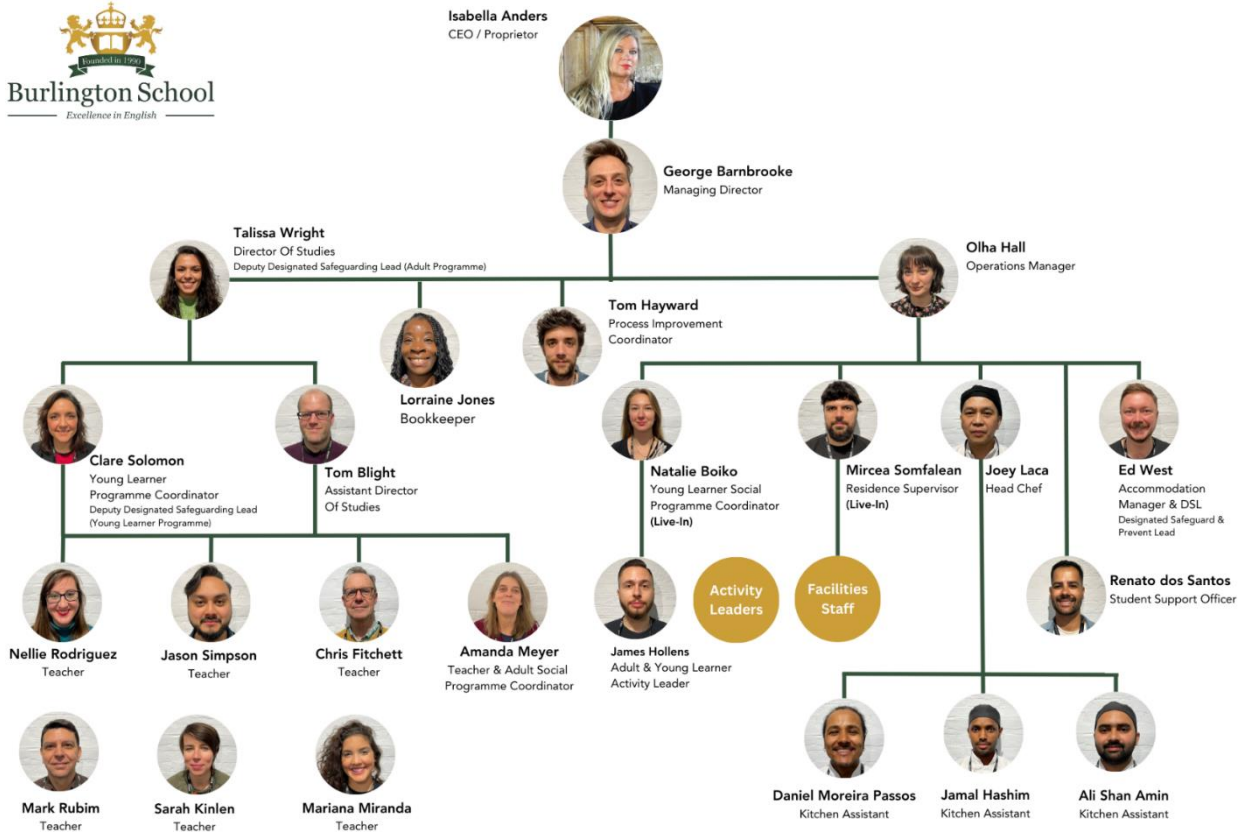 Founded in 1990
Burlington School
Excellence in English
Isabella Anders
CEO / Proprietor
George Barnbrooke
Managing Director
Talissa Wright
Director Of Studies
Deputy Designated Safeguarding Lead (Adult Programme)
Olha Hall
Operations Manager
Lorraine Jones
Bookkeeper
Tom Hayward
Process Improvement
Coordinator
Clare Solomon
Young Learner
Programme Coordinator
Deputy Designated Safeguarding Lead
(Young Learner Programme)
Tom Blight
Assistant Director
Of Studies
Natalie Boiko
Young Learner Social
Programme Coordinator
(Live-In)
Mircea Somfalean
Residence Supervisor
(Live-In)
Joey Laca
Head Chef
Ed West
Accommodation
Manager & DSL
Designated Safeguard &
Prevent Lead
Nellie Rodriguez
Teacher
Jason Simpson
Teacher
Chris Fitchett
Teacher
Amanda Meyer
Teacher & Adult Social
Programme Coordinator
James Hollens
Adult & Young Learner
Activity Leader
Activity
Leaders
Facilities
Staff
Renato dos Santos
Student Support Officer
Mark Rubim
Teacher
Sarah Kinlen
Teacher
Mariana Miranda
Teacher
Daniel Moreira Passos
Kitchen Assistant
Jamal Hashim
Kitchen Assistant
Ali Shan Amin
Kitchen Assistant